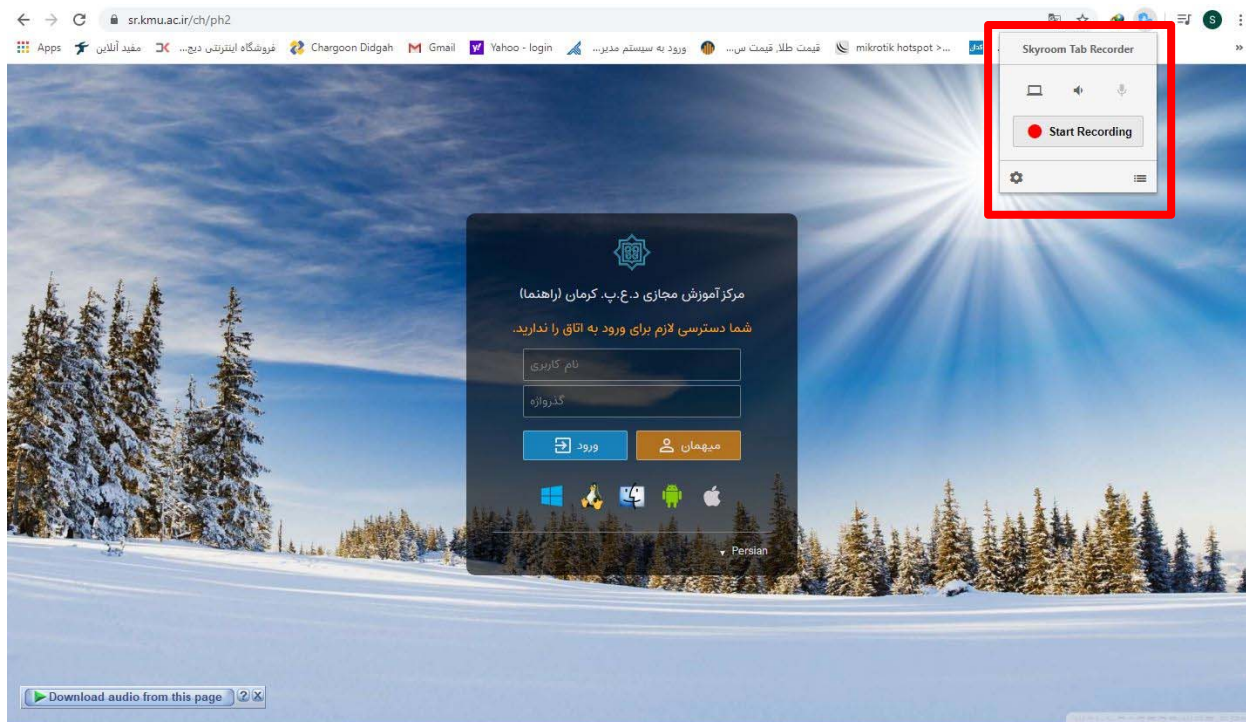 sr.kmu.ac.ir/ch/ph2
S
Apps
مفید آنلاین
فروشگاه اینترنتی دیج...
Chargoon Didgah
Gmail
Yahoo - login
ورود به سیستم مدیر...
قیمت طلا, قیمت س...
mikrotik hotspot >...
»
Skyroom Tab Recorder
Start Recording
مرکز آموزش مجازی د.ع.پ. کرمان (راهنما)
شما دسترسی لازم برای ورود به اتاق را ندارید.
نام کاربری
گذرواژه
میهمان
ورود
Persian
Download audio from this page ? X